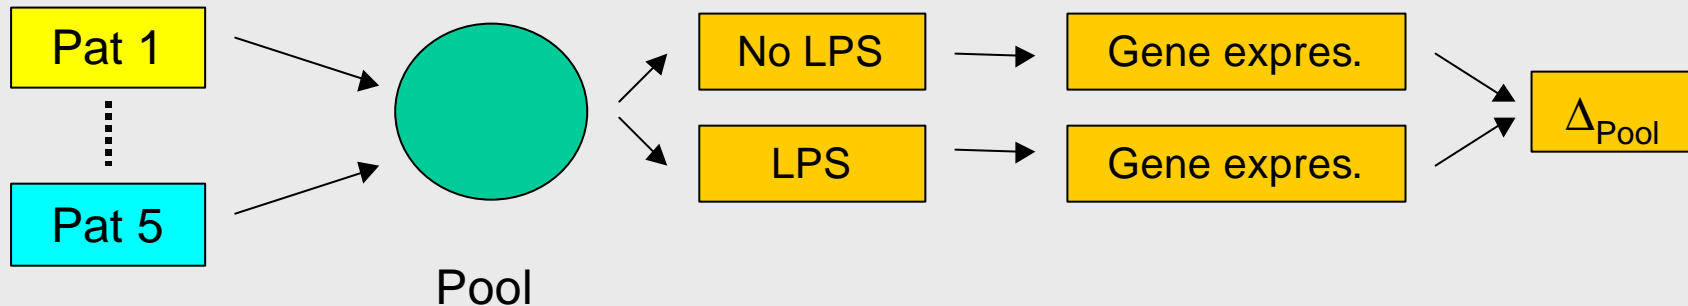 Pat 1
Pat 5
Pool
No LPS
LPS
Gene expres.
Gene expres.
ΔPool